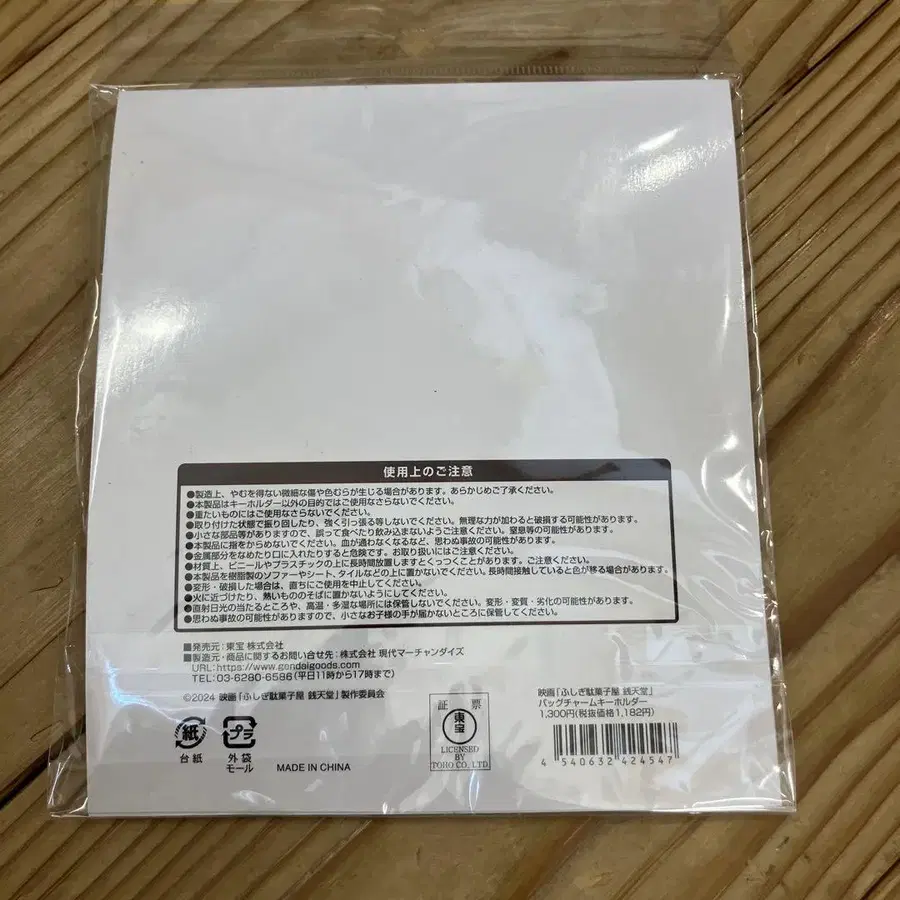 使用上のご注意
●製造上、やむを得ない微細な傷や色むらが生じる場合があります。あらかじめご了承ください。
●本製品はキーホルダー以外の目的ではご使用なさらないでください。
●重たいものにはご使用なさらないでください。
●取り付けた状態で振り回したり、強く引っ張る等しないでください。無理な力が加わると破損する可能性があります。
●小さな部品等がありますので、誤って食べたり飲み込まないようご注意ください。窒息等の可能性があります。
●本製品に指をからめないでください。血が通わなくなるなど、思わぬ事故の可能性があります。
●金属部分をなめたり口に入れたりすると危険です。お取り扱いにはご注意ください。
●材質上、ビニールやプラスチックの上に長時間放置しますとくっつくことがあります。ご注意ください。
●本製品を樹脂製のソファーやシート、タイルなどの上に置かないでください。長時間接触していると色が移る場合があります。
●変形・破損した場合は、直ちにご使用を中止してください。
●火に近づけたり、熱いもののそばに置かないようにしてください。
●直射日光の当たるところや、高温・多湿な場所には保管しないでください。変形・変質・劣化の可能性があります。
●思わぬ事故の可能性がありますので、小さなお子様の手が届かないところに保管してください。
■発売元：東宝 株式会社
■製造元・商品に関するお問い合せ先：株式会社 現代マーチャンダイズ
URL:https://www.gendaigoods.com
TEL:03-6280-6586(平日11時から17時まで)
©2024 映画「ふしぎ駄菓子屋 銭天堂」製作委員会
紙
台紙
プラ
外袋
モール
MADE IN CHINA
証 票
東宝
LICENSED
BY
TOHO CO., LTD.
映画「ふしぎ駄菓子屋 銭天堂」
バッグチャームキーホルダー
1,300円(税抜価格1,182円)
4 540632 424547